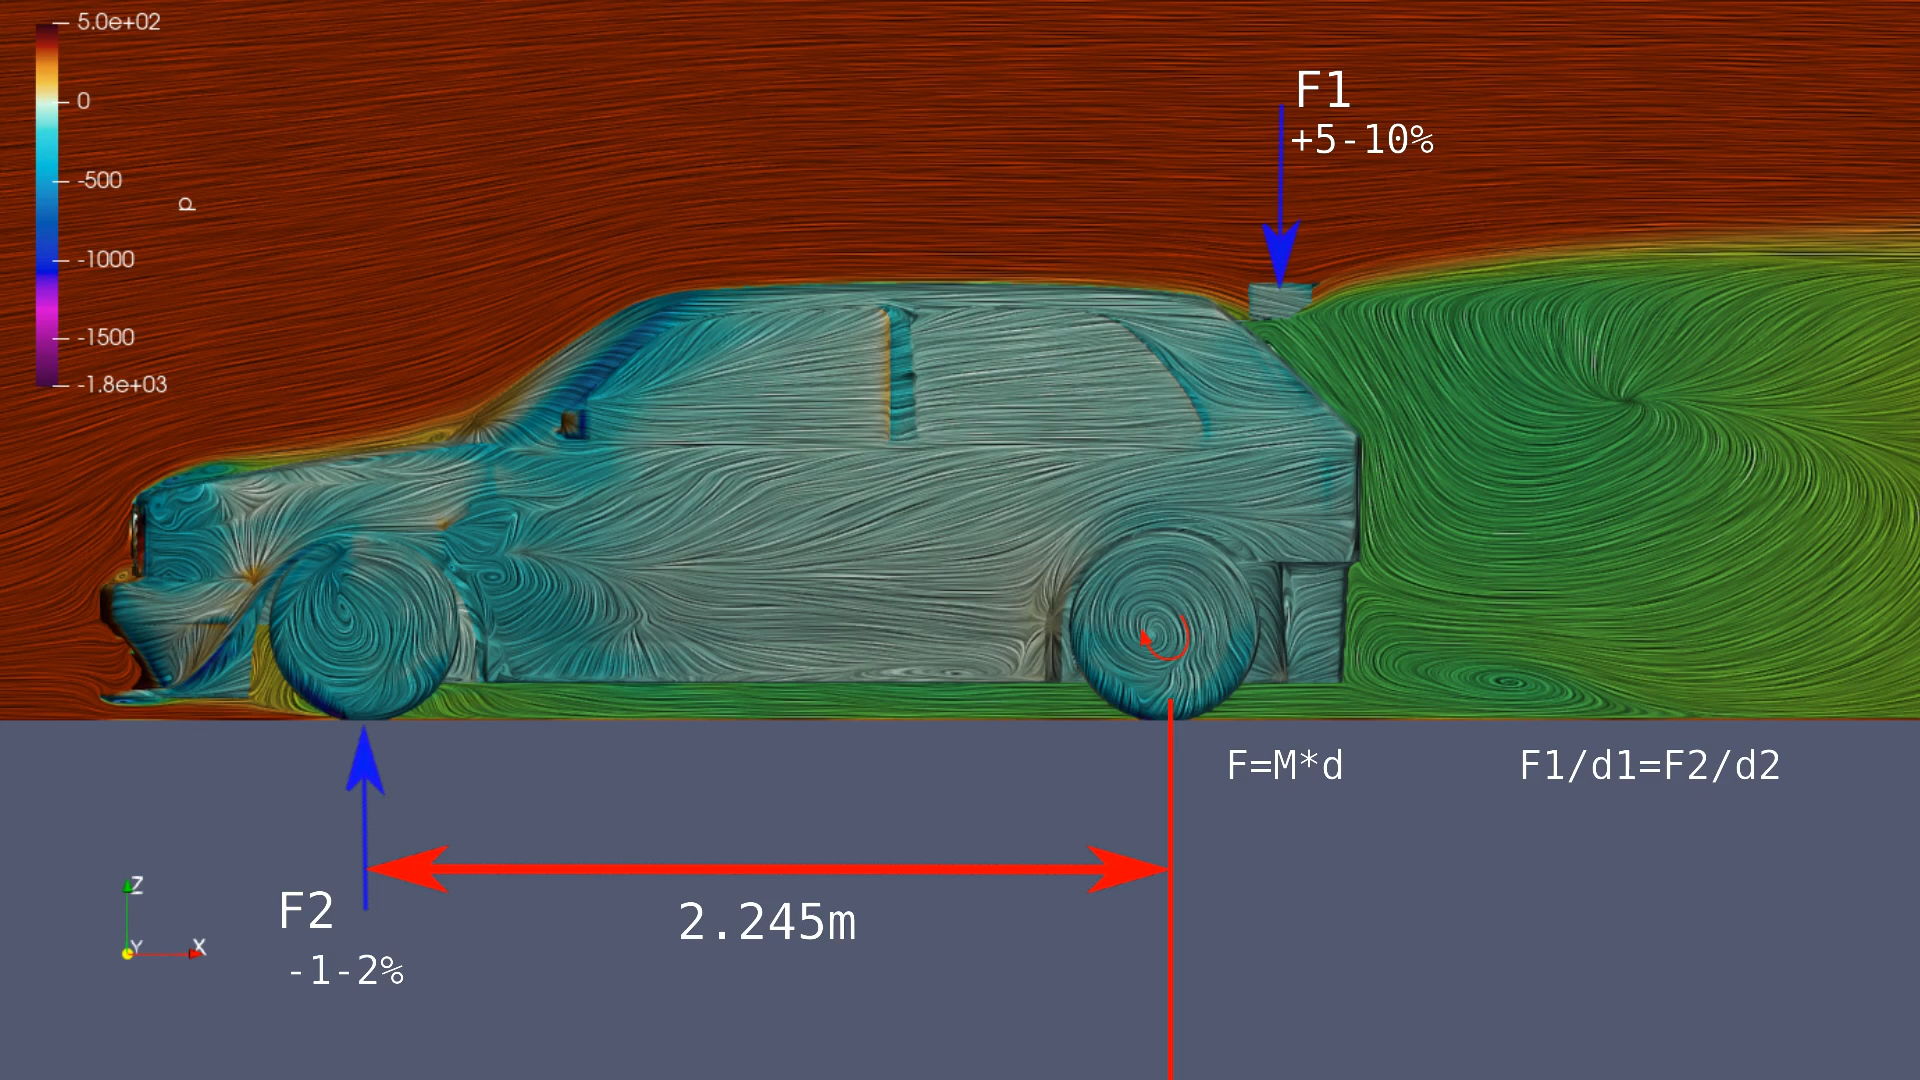 5.0e+02
0
-500
-1000
-1500
-1.8e+03
p
F1
+5-10%
F=M*d
F1/d1=F2/d2
F2
-1-2%
2.245m
Z
Y
X